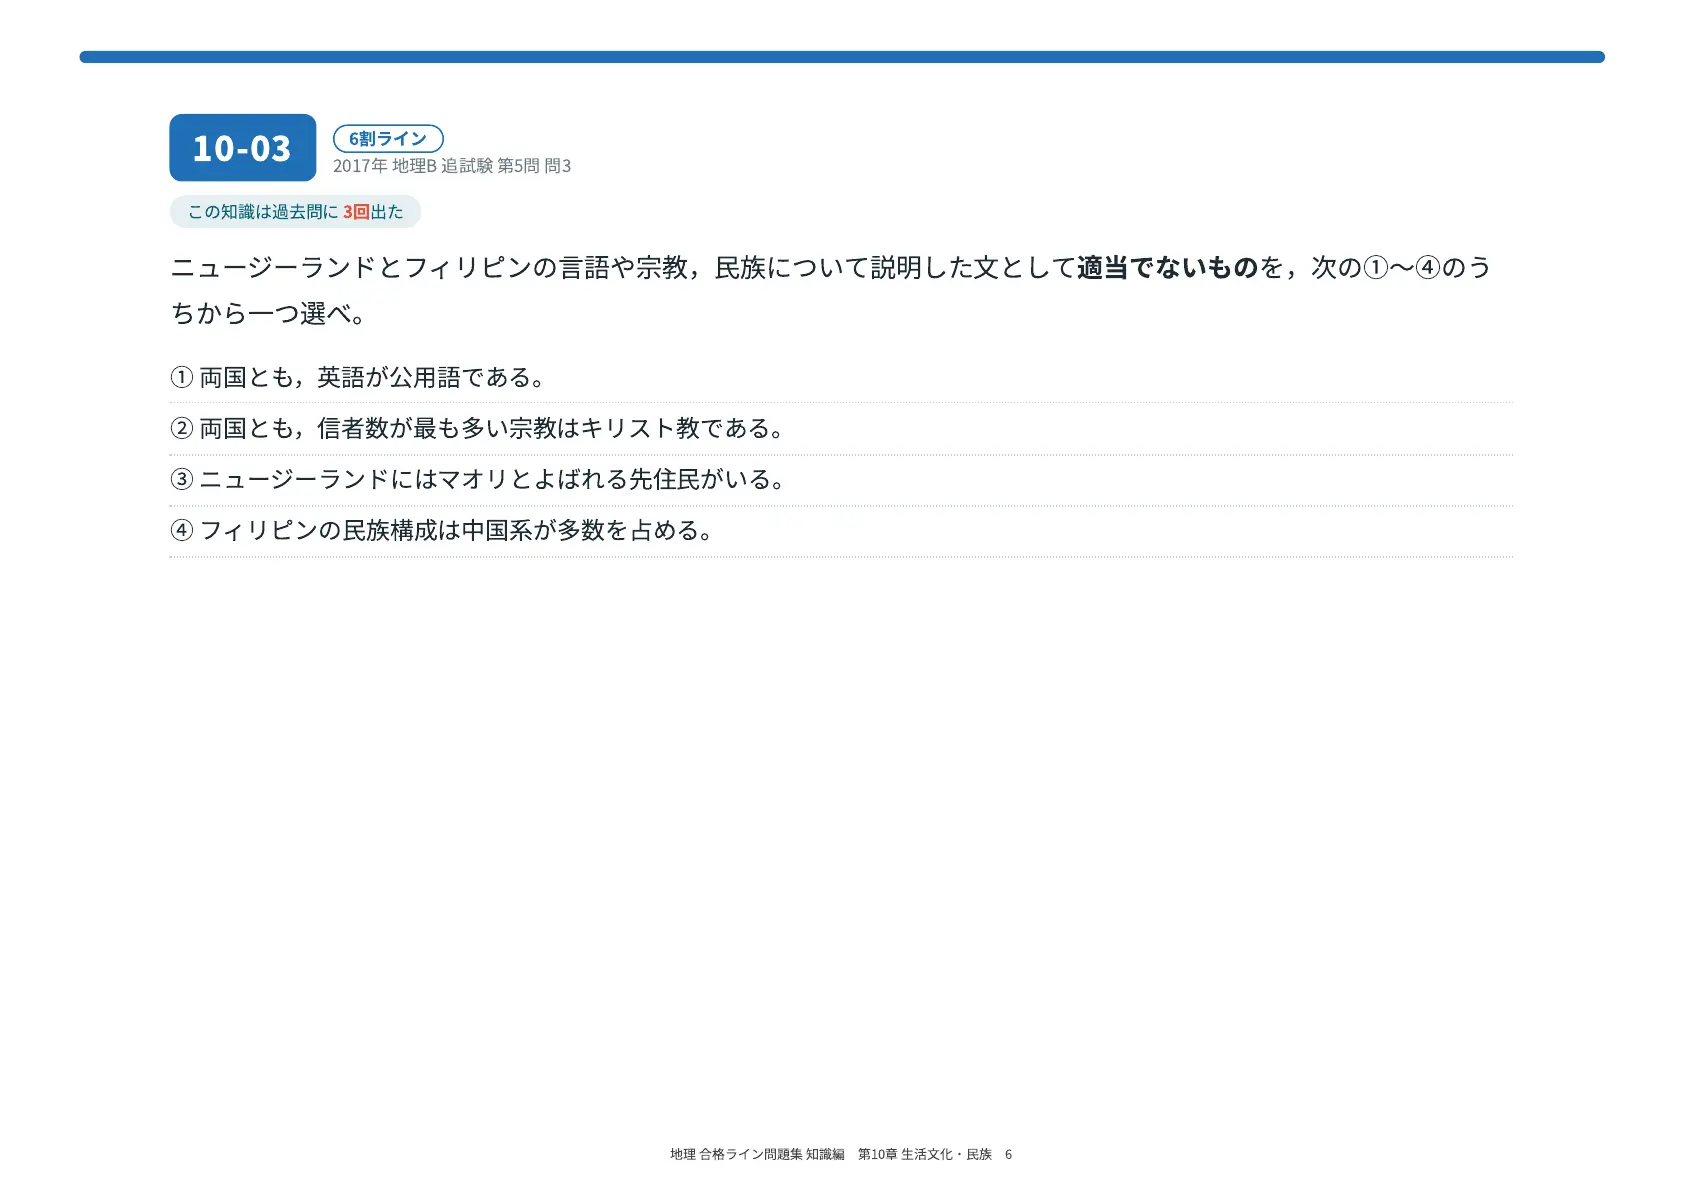 10-03
6割ライン
2017年 地理B 追試験 第5問 問3
この知識は過去問に 3回出た
ニュージーランドとフィリピンの言語や宗教，民族について説明した文として適当でないものを，次の①～④のう
ちから一つ選べ。
① 両国とも，英語が公用語である。
② 両国とも，信者数が最も多い宗教はキリスト教である。
③ ニュージーランドにはマオリとよばれる先住民がいる。
④ フィリピンの民族構成は中国系が多数を占める。
地理 合格ライン問題集 知識編　第10章 生活文化・民族　6